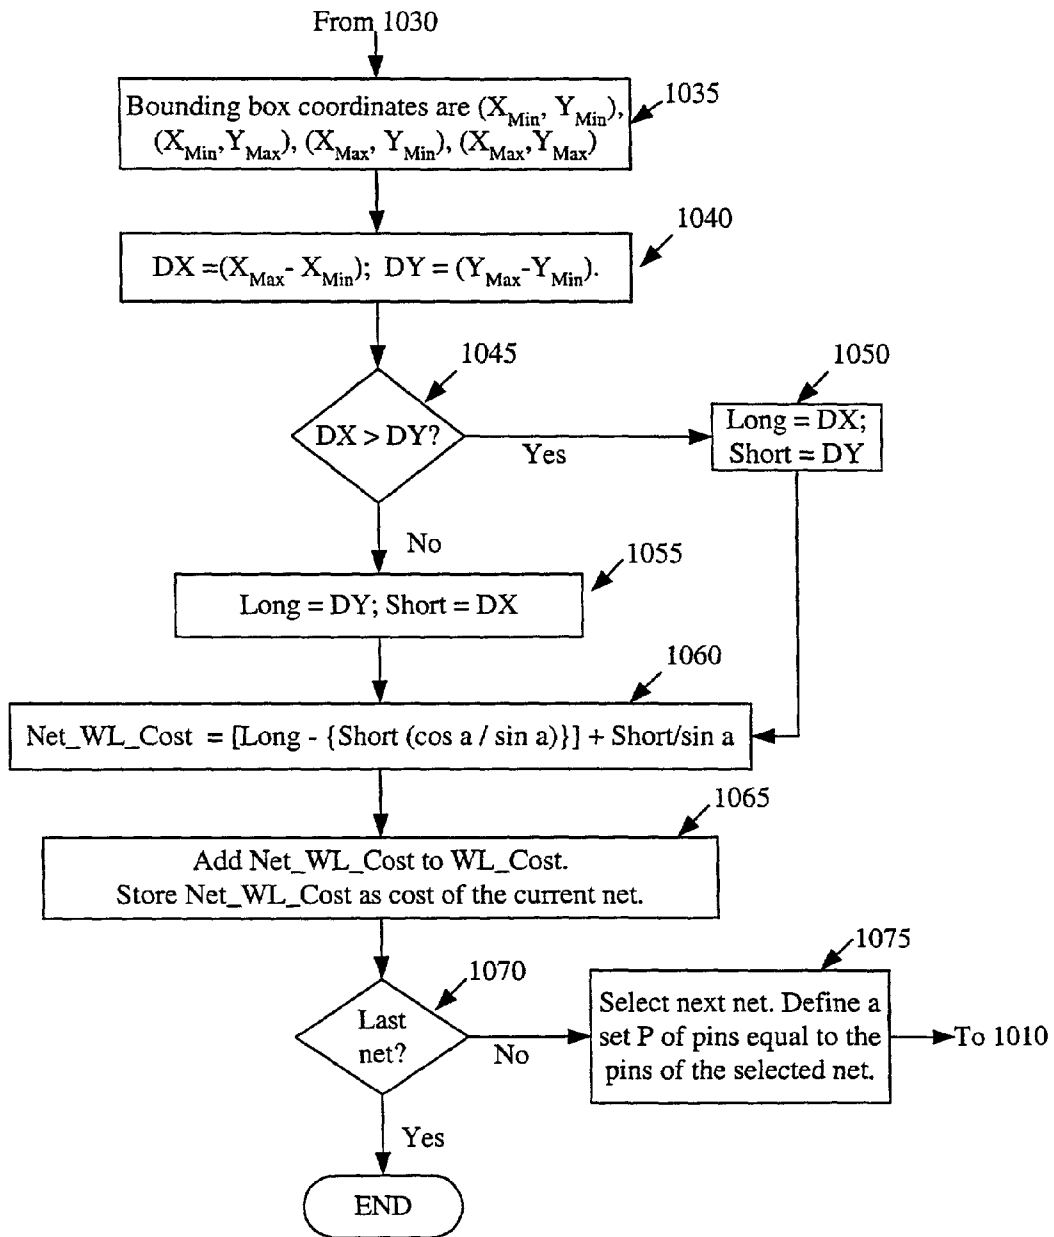 From 1030
1035
Bounding box coordinates are (X_Min, Y_Min),
(X_Min,Y_Max), (X_Max, Y_Min), (X_Max,Y_Max)
1040
DX =(X_Max- X_Min); DY = (Y_Max-Y_Min).
1045
DX > DY?
Yes
1050
Long = DX;
Short = DY
No
1055
Long = DY; Short = DX
1060
Net_WL_Cost = [Long - {Short (cos a / sin a)}] + Short/sin a
1065
Add Net_WL_Cost to WL_Cost.
Store Net_WL_Cost as cost of the current net.
1070
Last
net?
No
1075
Select next net. Define a
set P of pins equal to the
pins of the selected net.
To 1010
Yes
END